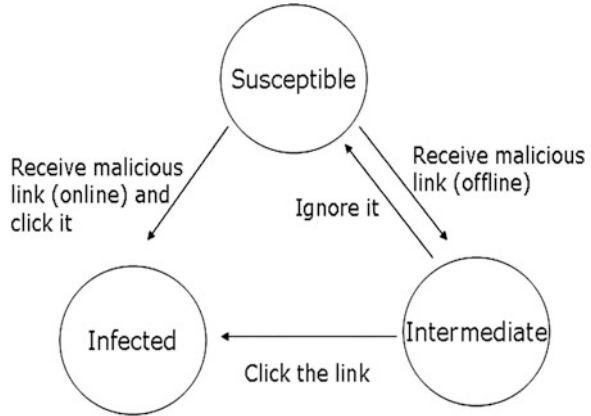 Susceptible
Receive malicious
link (online) and
click it
Receive malicious
link (offline)
Ignore it
Infected
Intermediate
Click the link